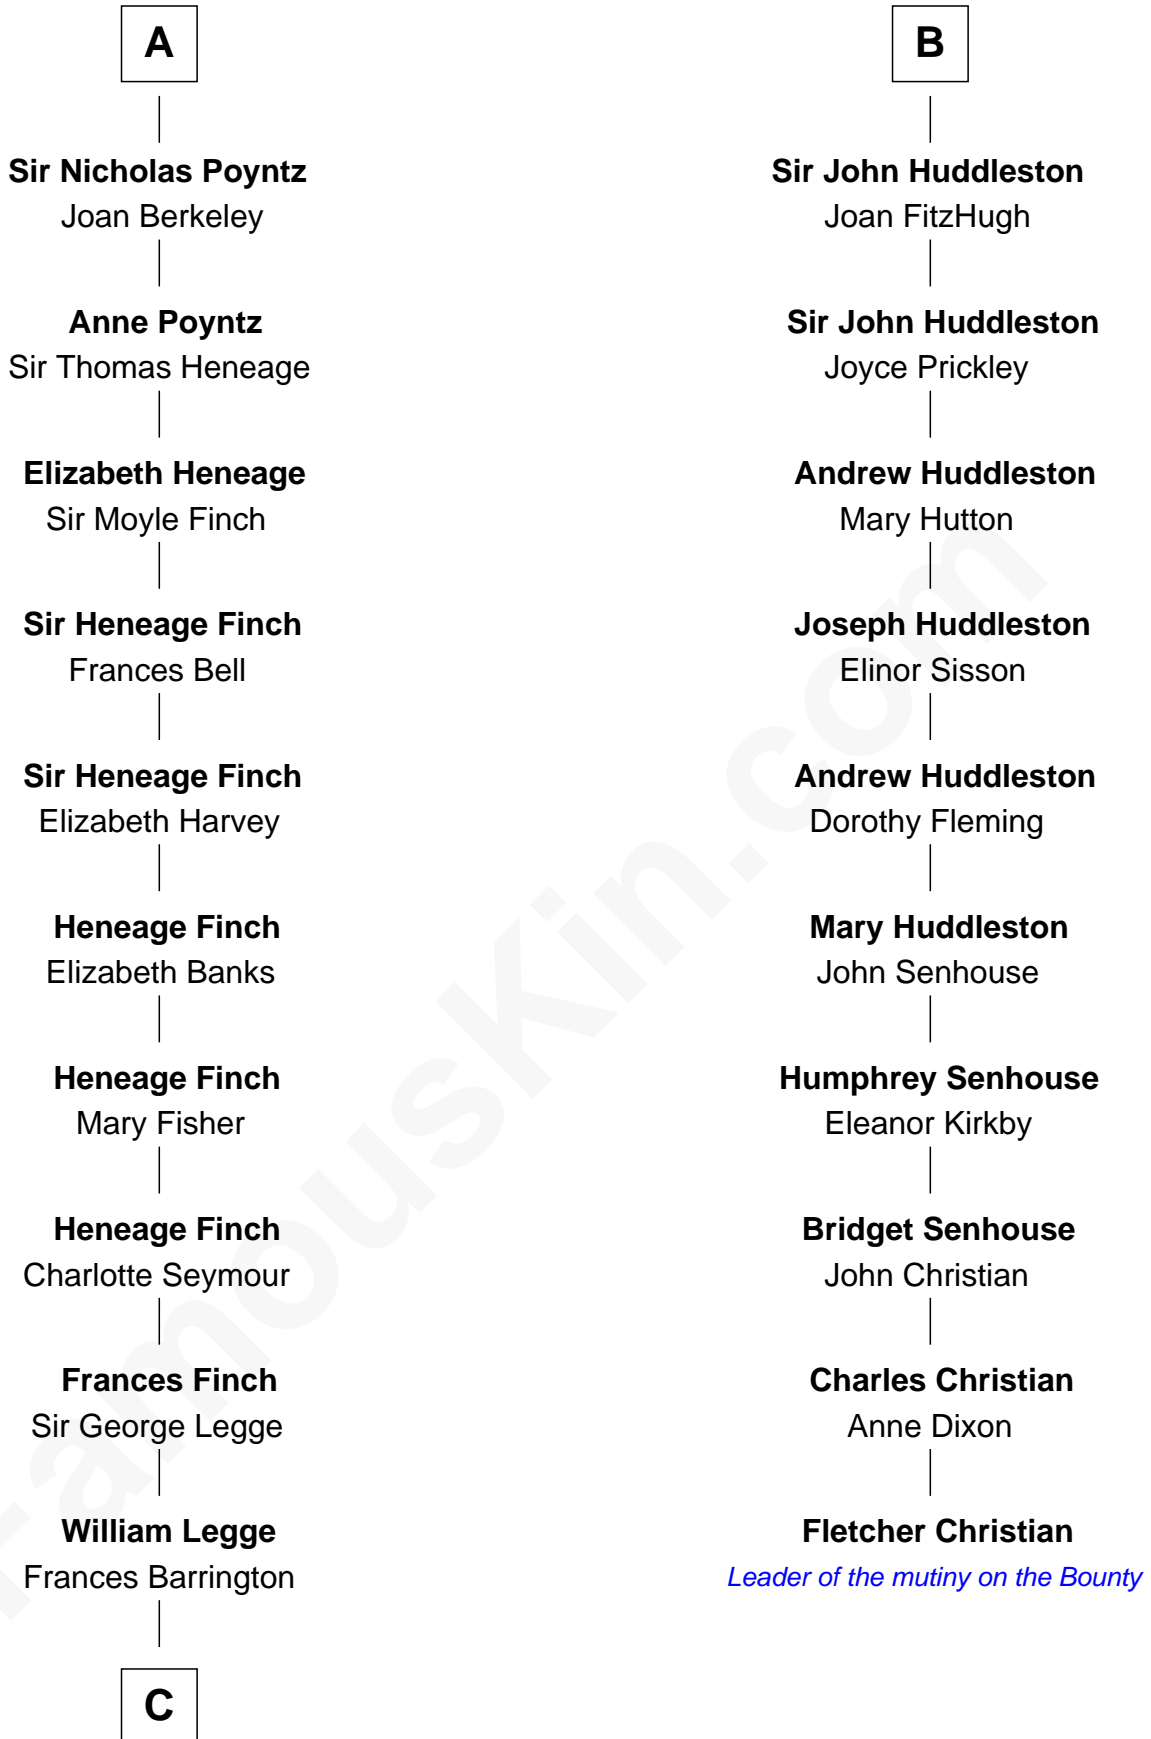 A
Sir Nicholas Poyntz
Joan Berkeley
Anne Poyntz
Sir Thomas Heneage
Elizabeth Heneage
Sir Moyle Finch
Sir Heneage Finch
Frances Bell
Sir Heneage Finch
Elizabeth Harvey
Heneage Finch
Elizabeth Banks
Heneage Finch
Mary Fisher
Heneage Finch
Charlotte Seymour
Frances Finch
Sir George Legge
William Legge
Frances Barrington
C
B
Sir John Huddleston
Joan FitzHugh
Sir John Huddleston
Joyce Prickley
Andrew Huddleston
Mary Hutton
Joseph Huddleston
Elinor Sisson
Andrew Huddleston
Dorothy Fleming
Mary Huddleston
John Senhouse
Humphrey Senhouse
Eleanor Kirkby
Bridget Senhouse
John Christian
Charles Christian
Anne Dixon
Fletcher Christian
Leader of the mutiny on the Bounty
FamousKin.com